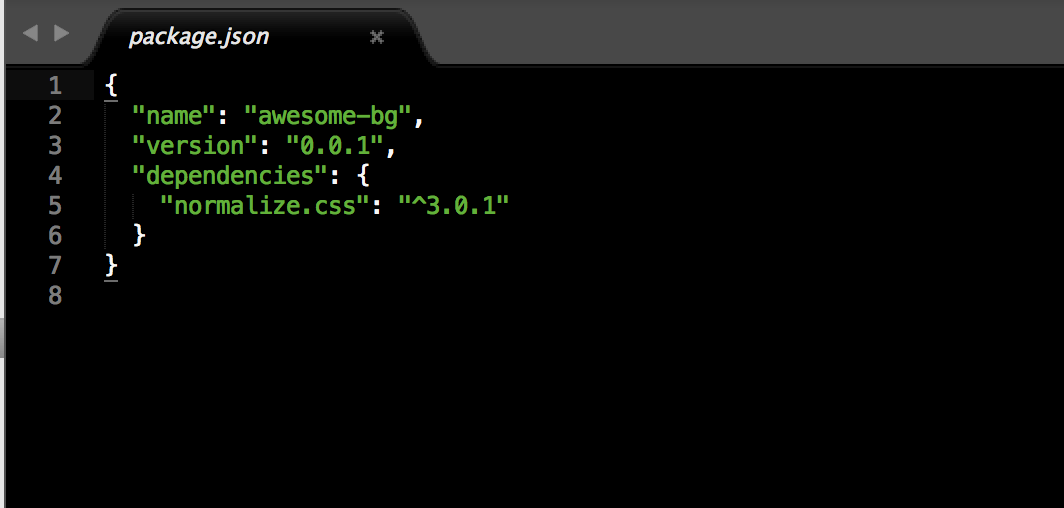 package.json
1 {
2   "name": "awesome-bg",
3   "version": "0.0.1",
4   "dependencies": {
5     "normalize.css": "^3.0.1"
6   }
7 }
8